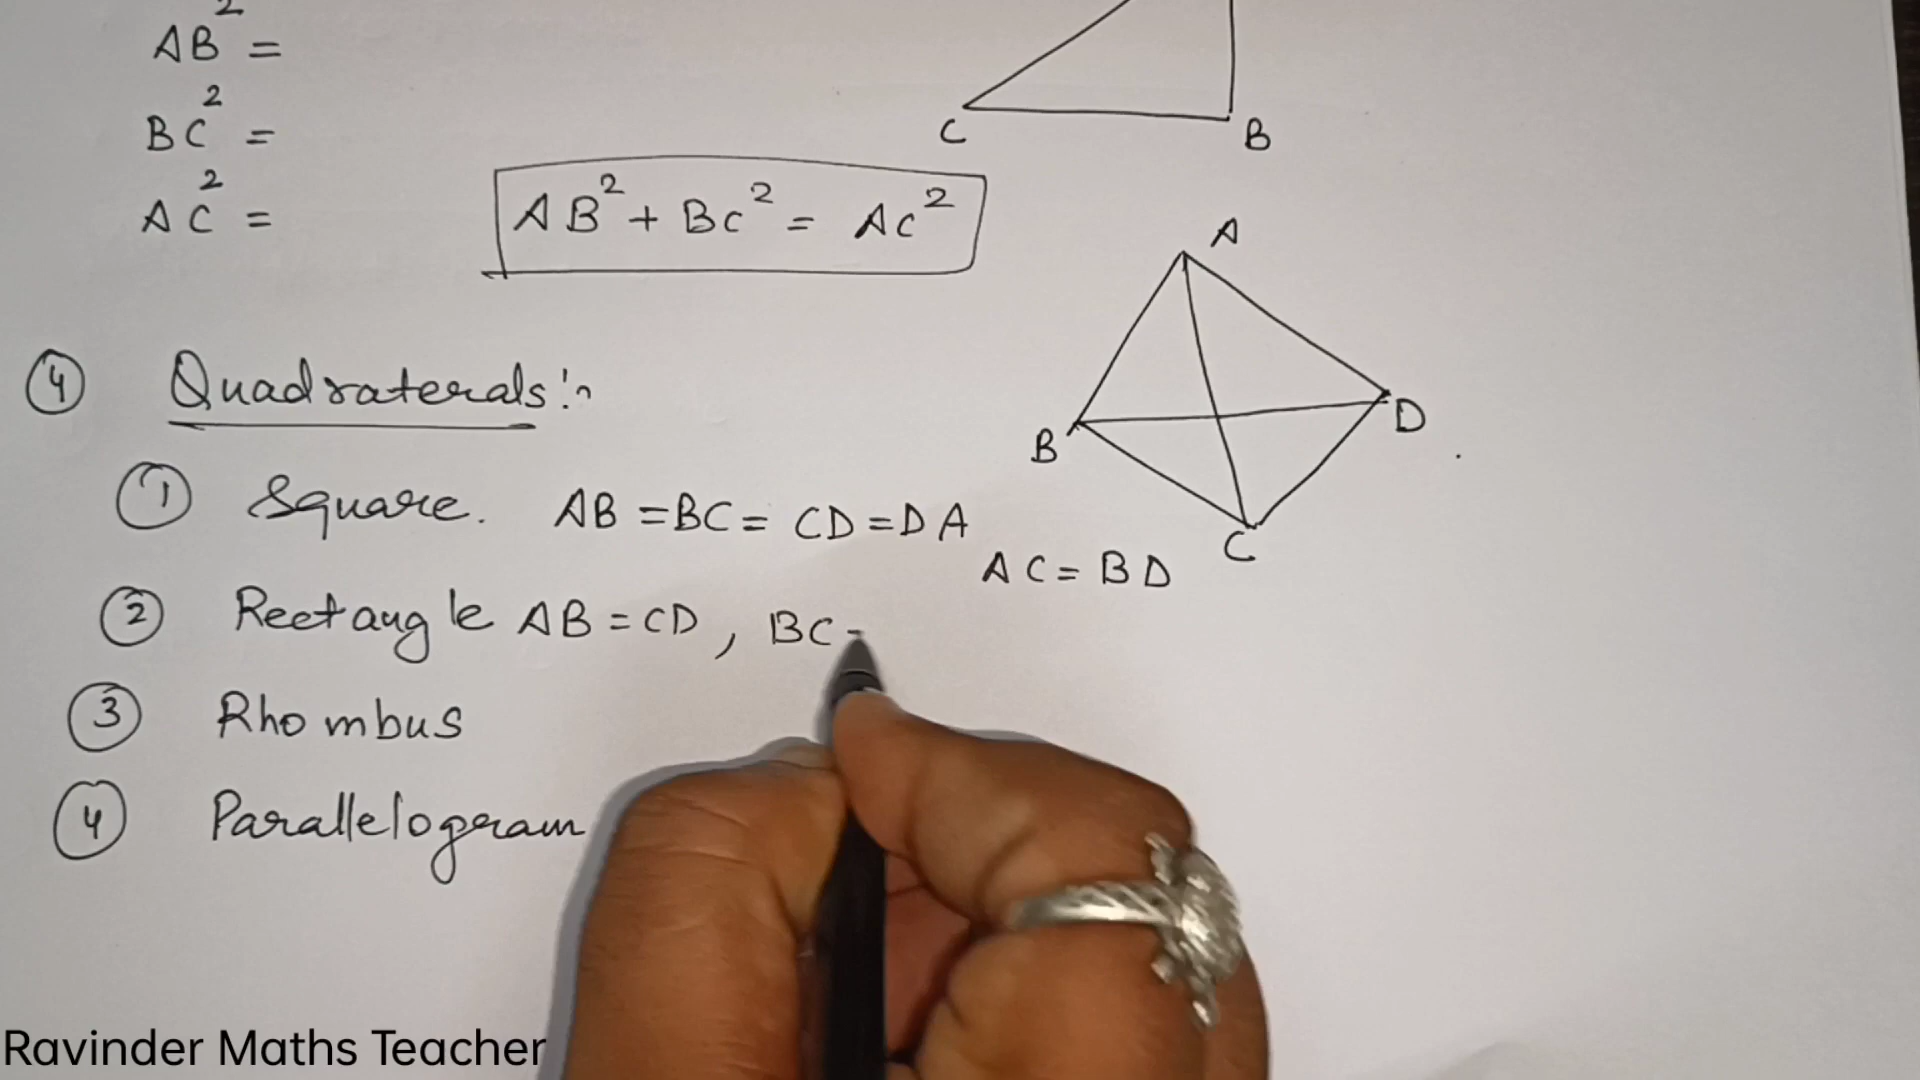 AB² =
BC² =
AC² =
C
B
AB² + BC² = AC²
A
B
D
C
④ Quadraterals :~
① Square. AB = BC = CD = DA
AC = BD
② Rectangle AB = CD, BC =
③ Rhombus
④ Parallelogram
Ravinder Maths Teacher